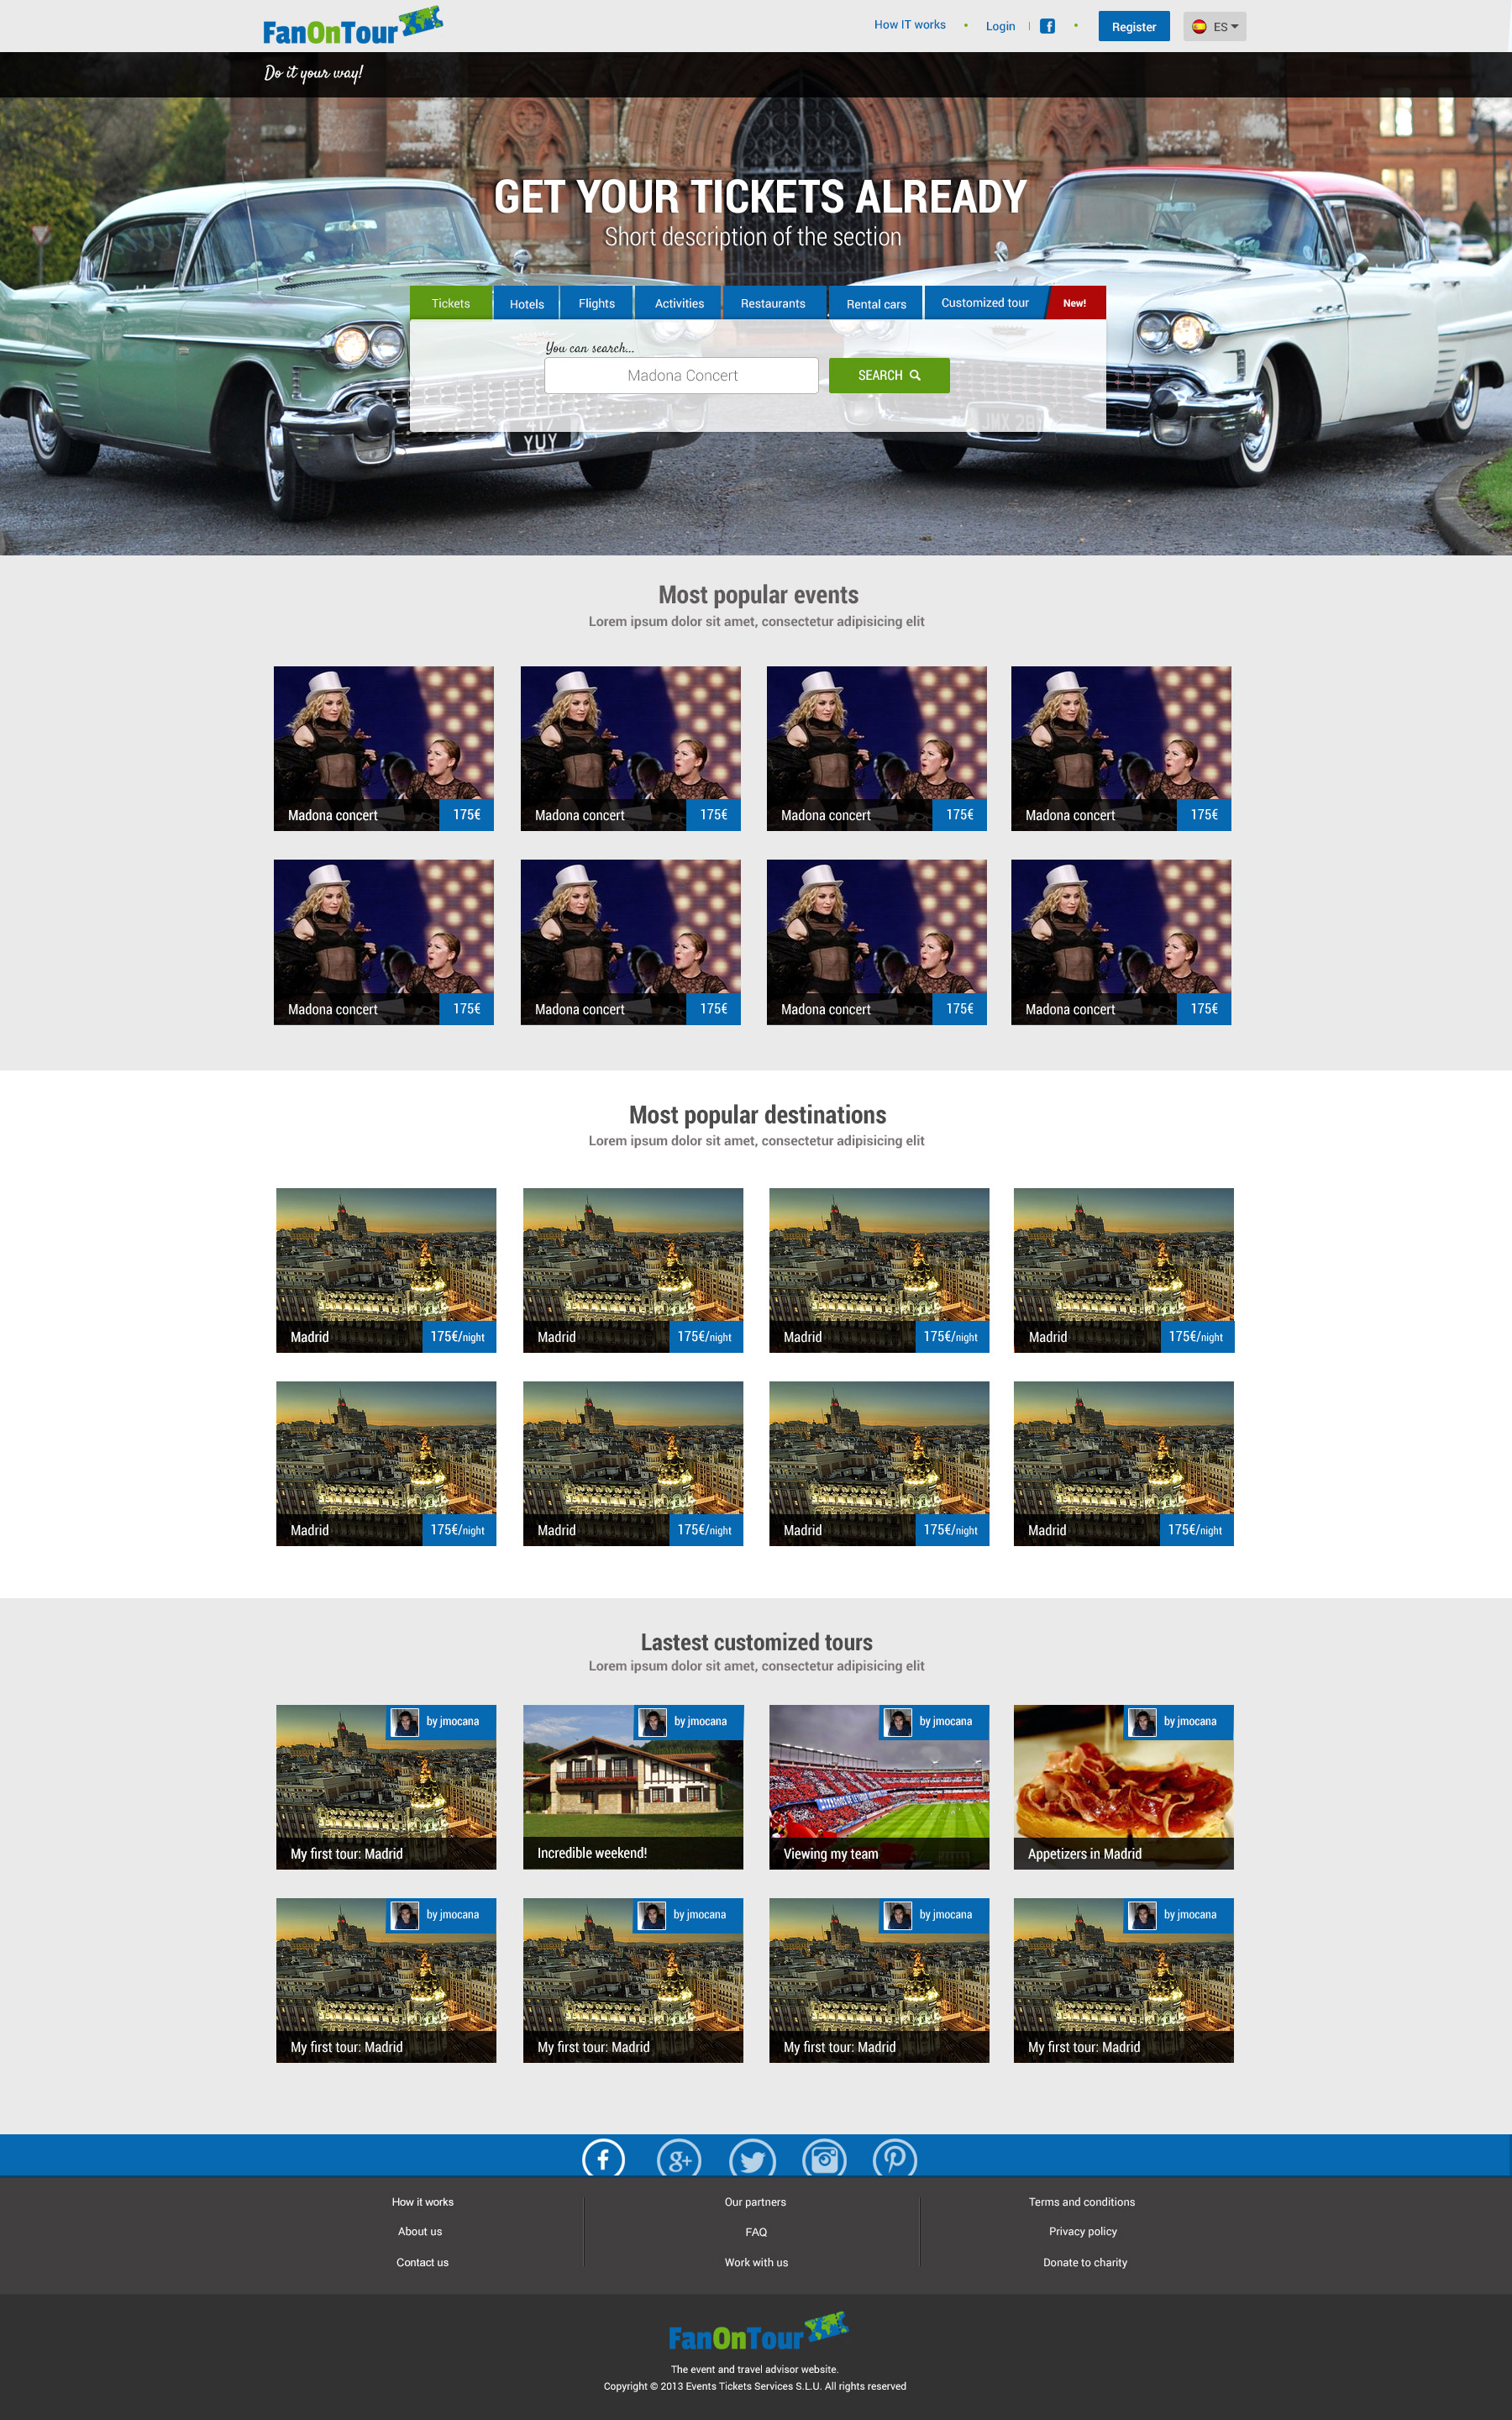 FanOnTour
How IT works
Login
Register
ES
Do it your way!
GET YOUR TICKETS ALREADY
Short description of the section
Tickets
Hotels
Flights
Activities
Restaurants
Rental cars
Customized tour
New!
You can search...
Madona Concert
SEARCH
417
YUY
Most popular events
Lorem ipsum dolor sit amet, consectetur adipisicing elit
Madona concert 175€
Madona concert 175€
Madona concert 175€
Madona concert 175€
Madona concert 175€
Madona concert 175€
Madona concert 175€
Madona concert 175€
Most popular destinations
Lorem ipsum dolor sit amet, consectetur adipisicing elit
Madrid 175€/night
Madrid 175€/night
Madrid 175€/night
Madrid 175€/night
Madrid 175€/night
Madrid 175€/night
Madrid 175€/night
Madrid 175€/night
Lastest customized tours
Lorem ipsum dolor sit amet, consectetur adipisicing elit
by jmocana
My first tour: Madrid
by jmocana
Incredible weekend!
by jmocana
Viewing my team
by jmocana
Appetizers in Madrid
by jmocana
My first tour: Madrid
by jmocana
My first tour: Madrid
by jmocana
My first tour: Madrid
by jmocana
My first tour: Madrid
How it works
Our partners
Terms and conditions
About us
FAQ
Privacy policy
Contact us
Work with us
Donate to charity
FanOnTour
The event and travel advisor website.
Copyright © 2013 Events Tickets Services S.L.U. All rights reserved